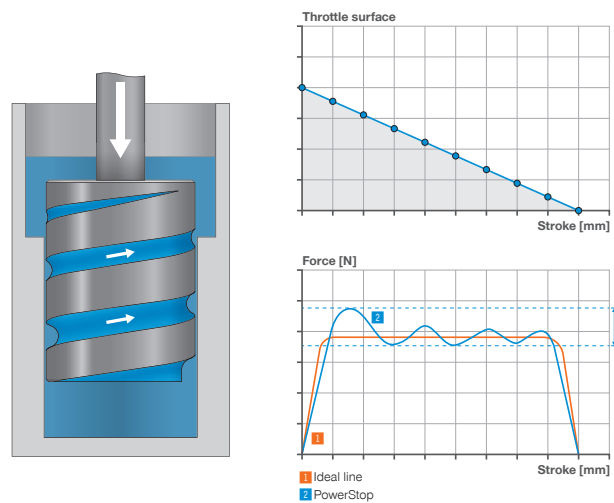 Throttle surface
Stroke [mm]
Force [N]
2
1
Stroke [mm]
1 Ideal line
2 PowerStop